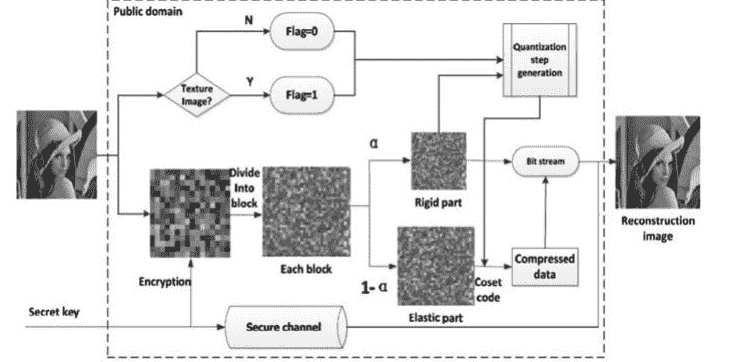 Public domain
N
Flag=0
Quantization
step
generation
Texture
Image?
Y
Flag=1
α
Divide
Into
block
Bit stream
Rigid part
Reconstruction
image
Each block
Encryption
Compressed
data
1- α
Coset
code
Elastic part
Secret key
Secure channel